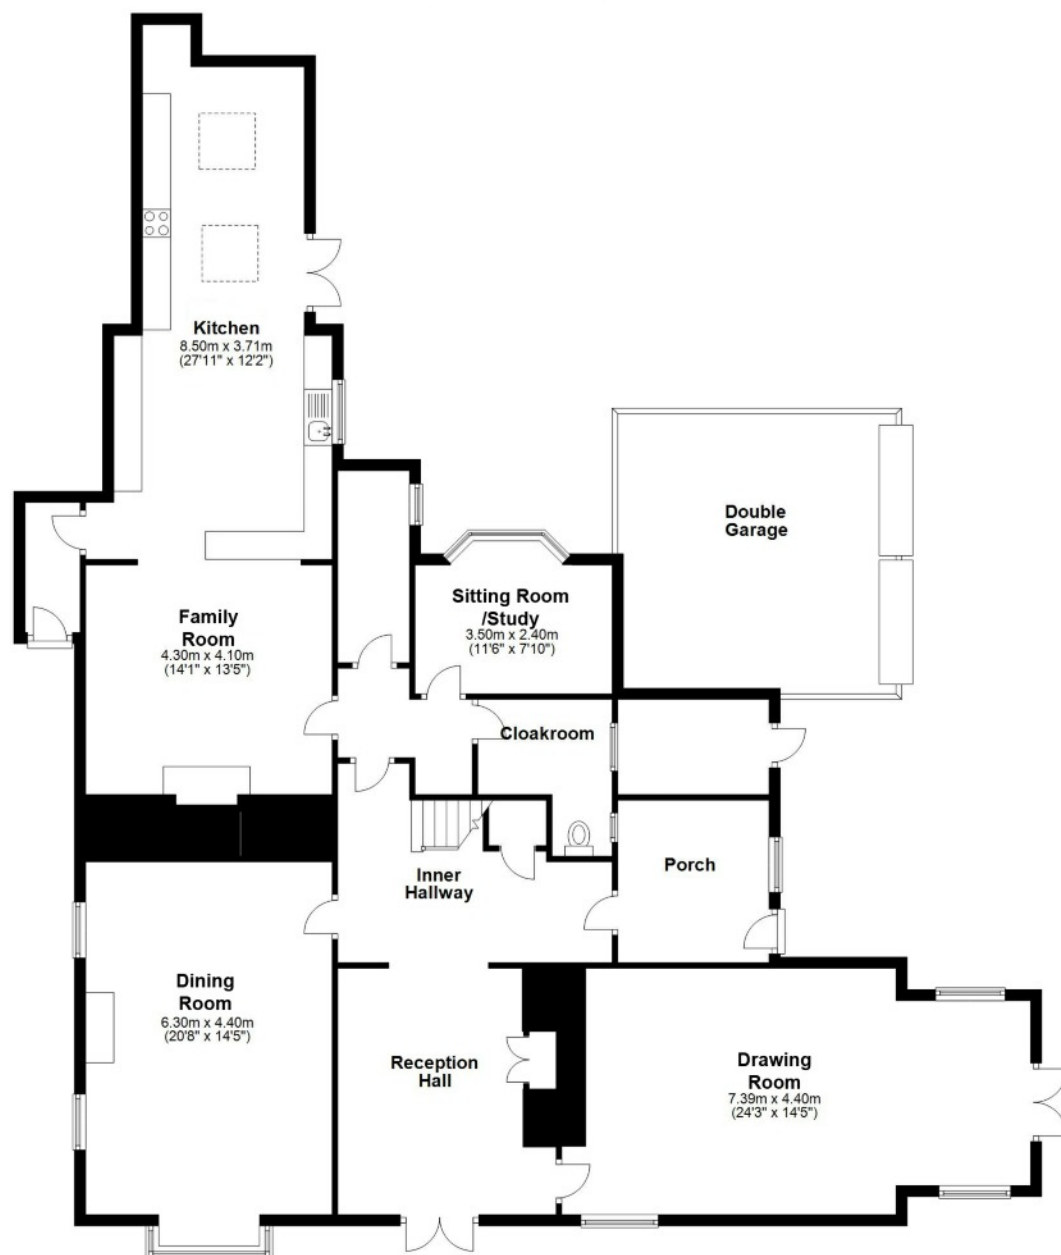 Kitchen
8.50m x 3.71m
(27'11" x 12'2")
Double
Garage
Family
Room
4.30m x 4.10m
(14'1" x 13'5")
Sitting Room
/Study
3.50m x 2.40m
(11'6" x 7'10")
Cloakroom
Inner
Hallway
Porch
Dining
Room
6.30m x 4.40m
(20'8" x 14'5")
Reception
Hall
Drawing
Room
7.39m x 4.40m
(24'3" x 14'5")